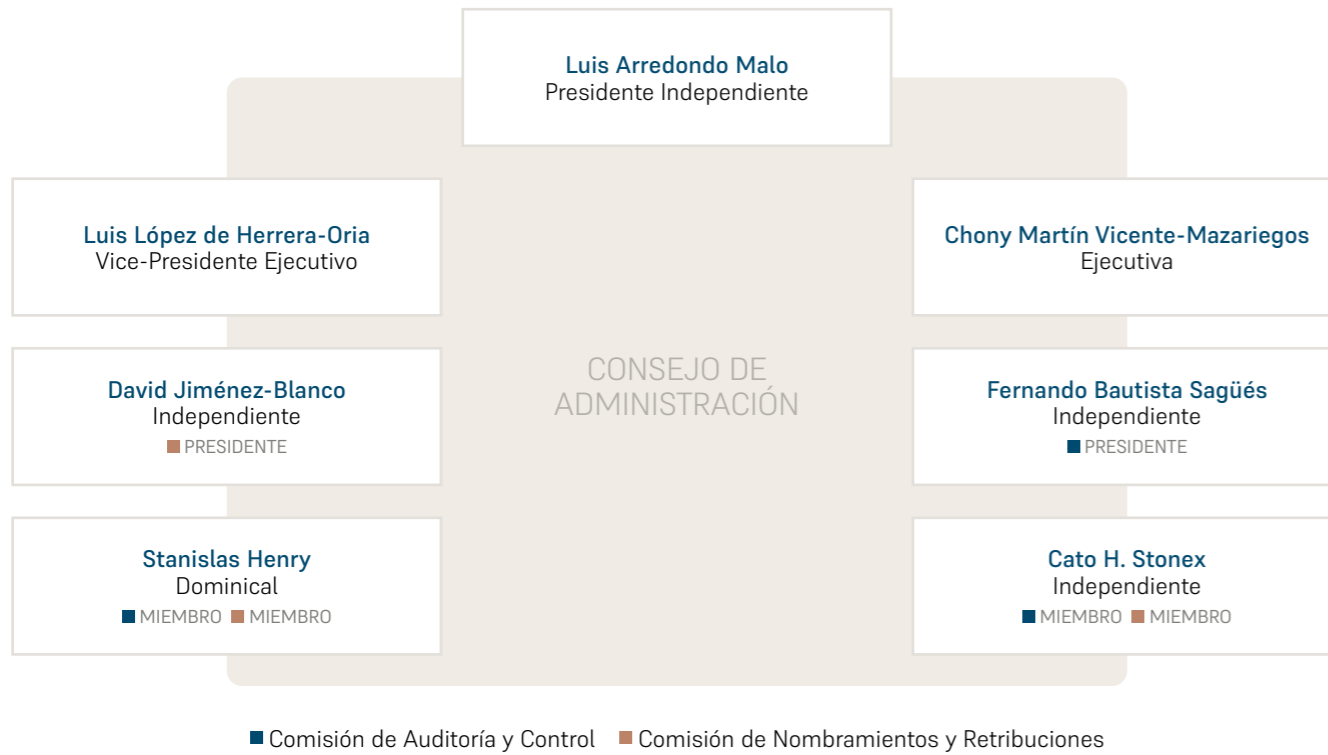 Luis Arredondo Malo
Presidente Independiente
Luis López de Herrera-Oria
Vice-Presidente Ejecutivo
Chony Martín Vicente-Mazariegos
Ejecutiva
CONSEJO DE
ADMINISTRACIÓN
David Jiménez-Blanco
Independiente
PRESIDENTE
Fernando Bautista Sagüés
Independiente
PRESIDENTE
Stanislas Henry
Dominical
MIEMBRO MIEMBRO
Cato H. Stonex
Independiente
MIEMBRO MIEMBRO
Comisión de Auditoría y Control Comisión de Nombramientos y Retribuciones